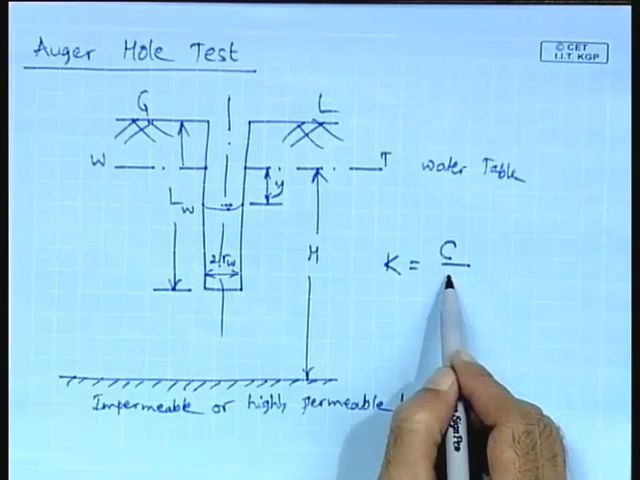 Auger Hole Test
© CET
I.I.T. KGP
G L
W T water Table
Lw y
2rw H
K = C
Impermeable or highly permeable